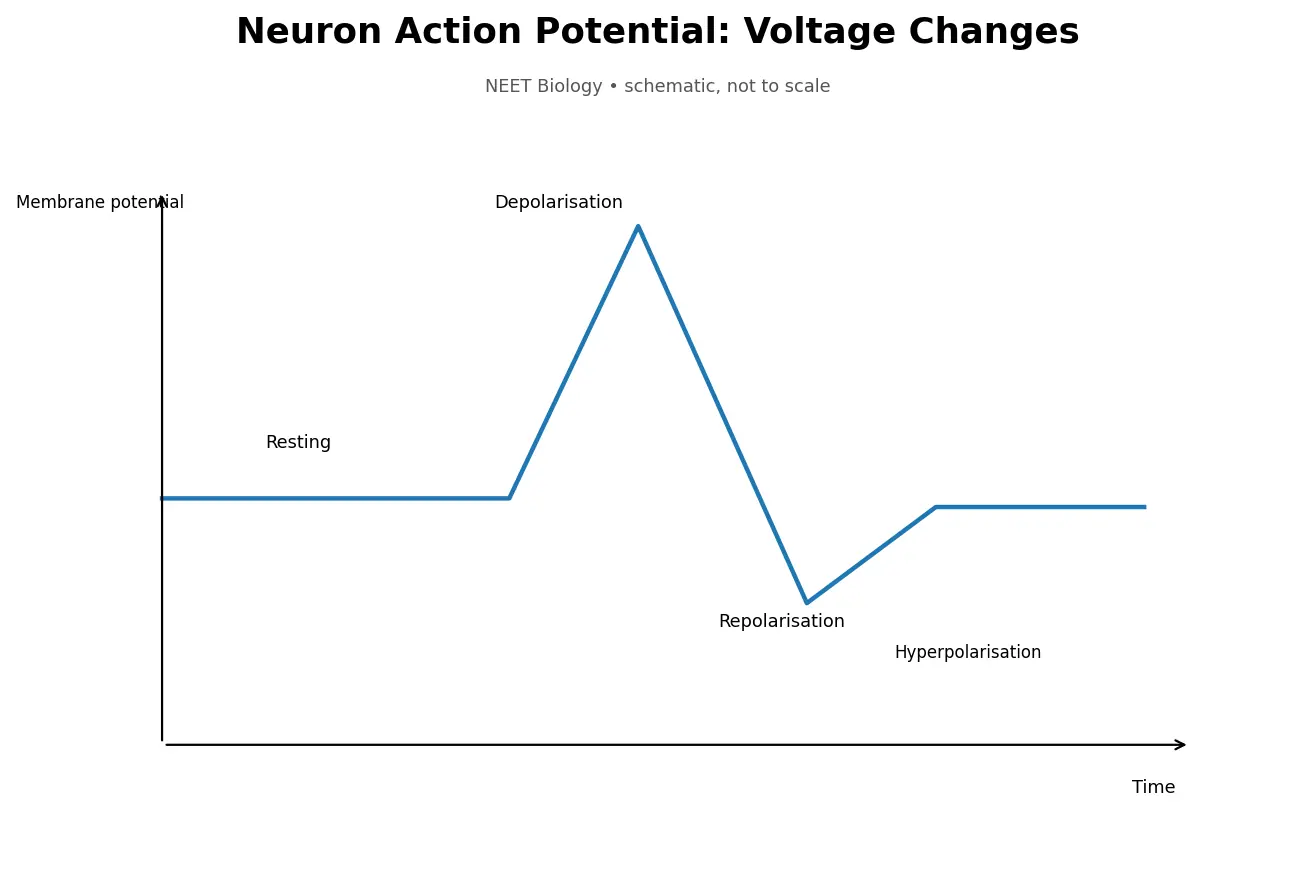 Neuron Action Potential: Voltage Changes
NEET Biology • schematic, not to scale
Membrane potential
Depolarisation
Resting
Repolarisation
Hyperpolarisation
Time